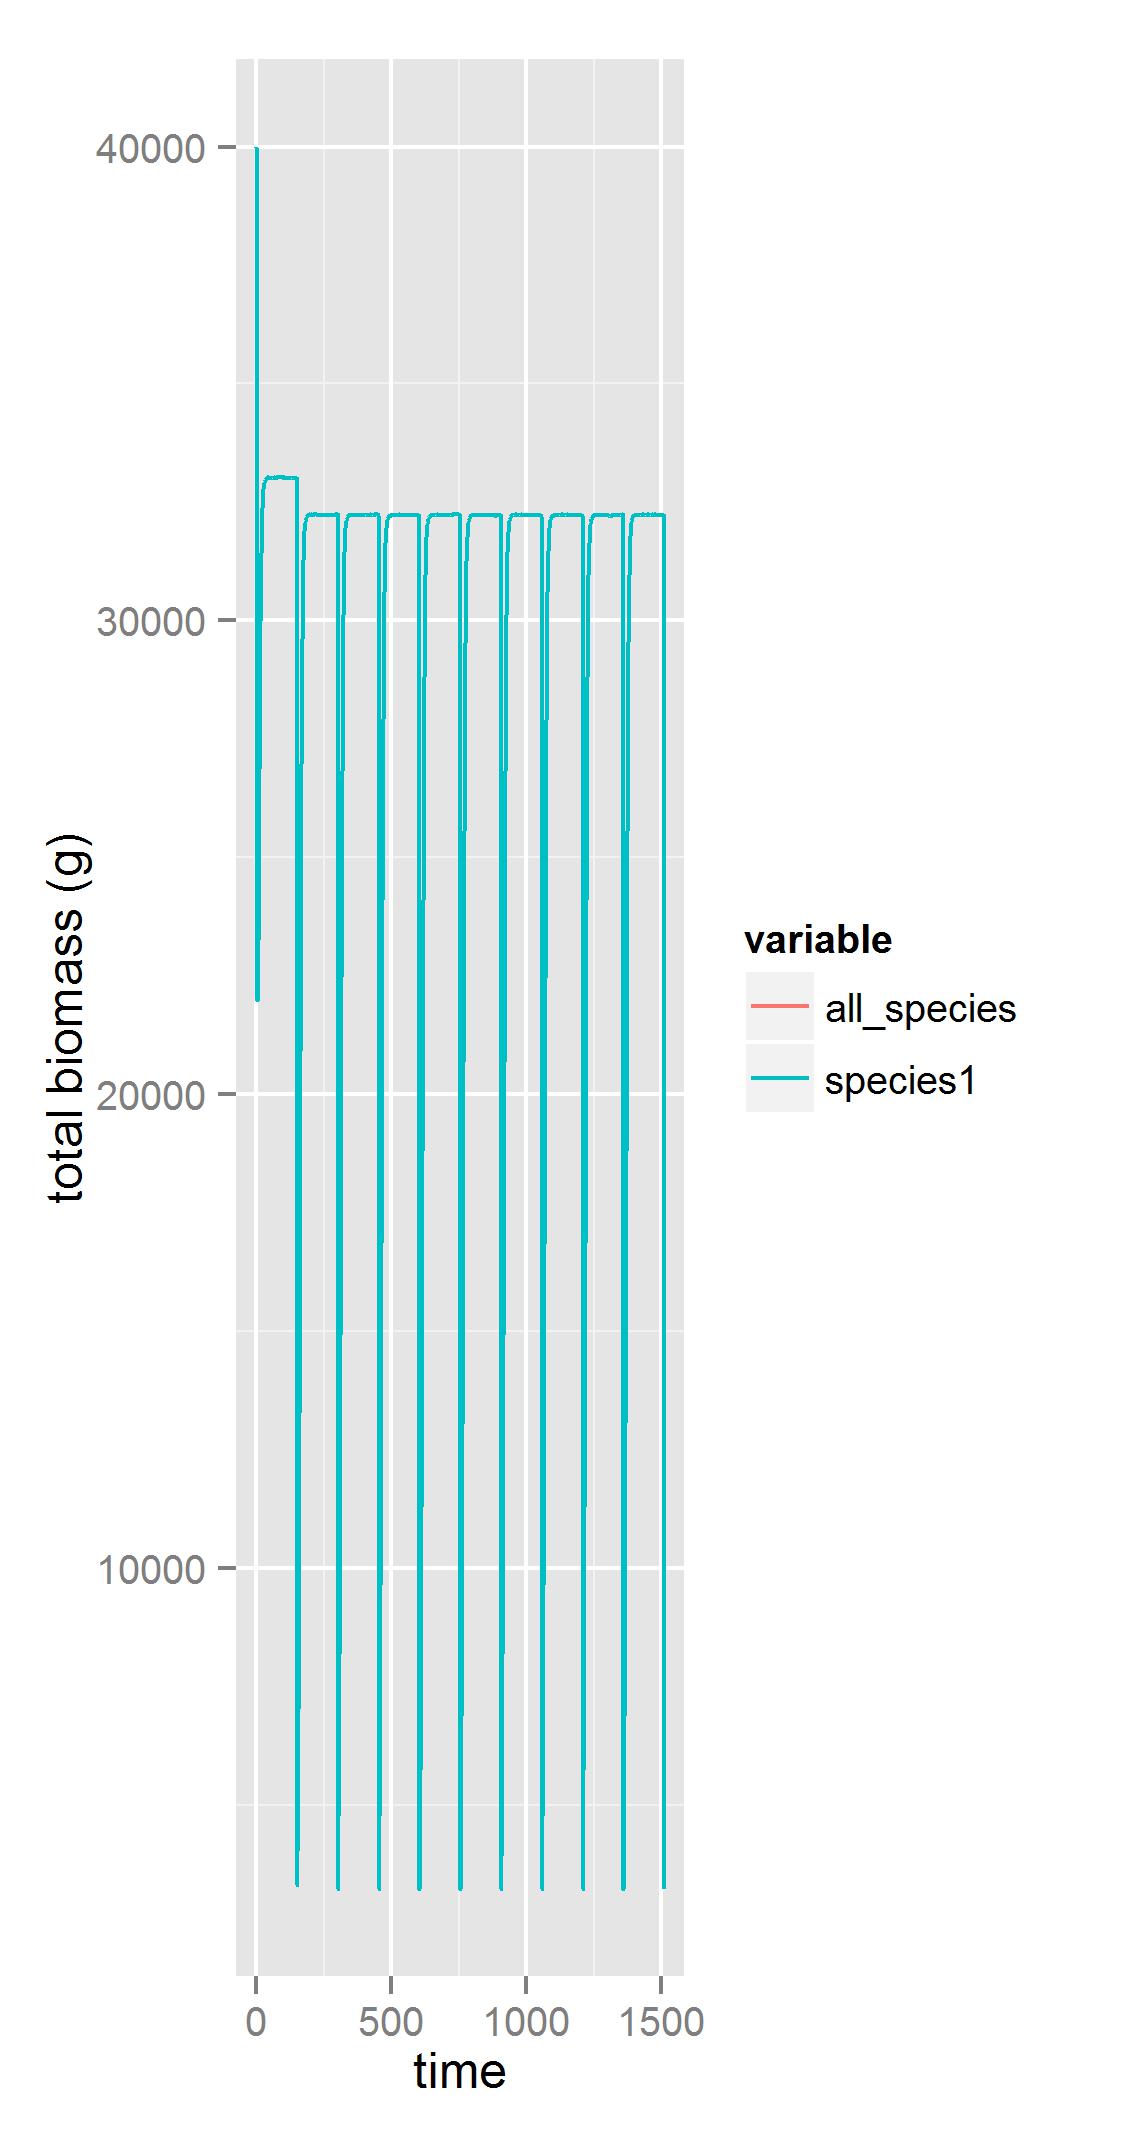 total biomass (g)
40000
30000
20000
10000
0 500 1000 1500
time
variable
all_species
species1